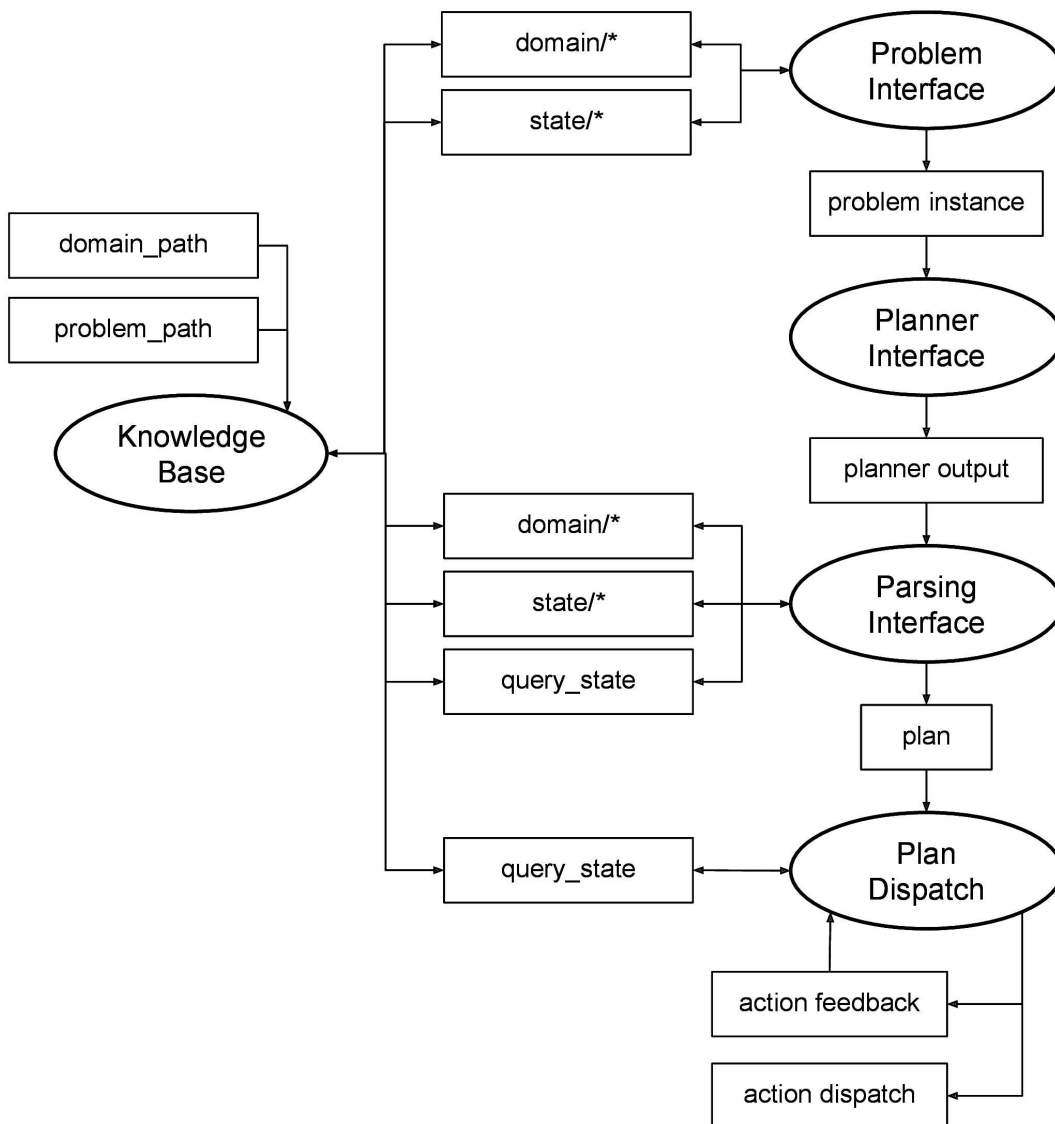 domain/*
Problem
Interface
state/*
problem instance
domain_path
problem_path
Planner
Interface
Knowledge
Base
planner output
domain/*
state/*
Parsing
Interface
query_state
plan
query_state
Plan
Dispatch
action feedback
action dispatch